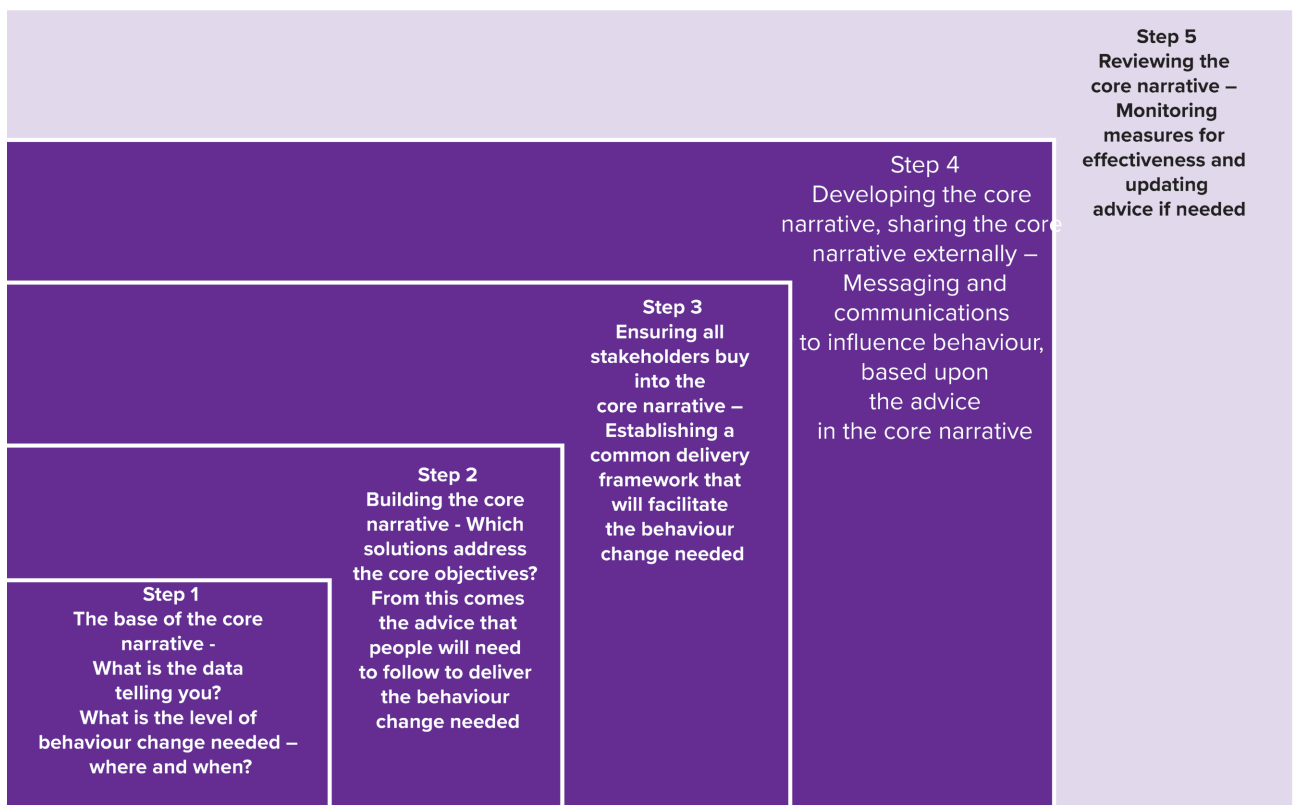 Step 5
Reviewing the
core narrative –
Monitoring
measures for
effectiveness and
updating
advice if needed
Step 4
Developing the core
narrative, sharing the core
narrative externally –
Messaging and
communications
to influence behaviour,
based upon
the advice
in the core narrative
Step 3
Ensuring all
stakeholders buy
into the
core narrative –
Establishing a
common delivery
framework that
will facilitate
the behaviour
change needed
Step 2
Building the core
narrative - Which
solutions address
the core objectives?
From this comes
the advice that
people will need
to follow to deliver
the behaviour
change needed
Step 1
The base of the core
narrative -
What is the data
telling you?
What is the level of
behaviour change needed –
where and when?